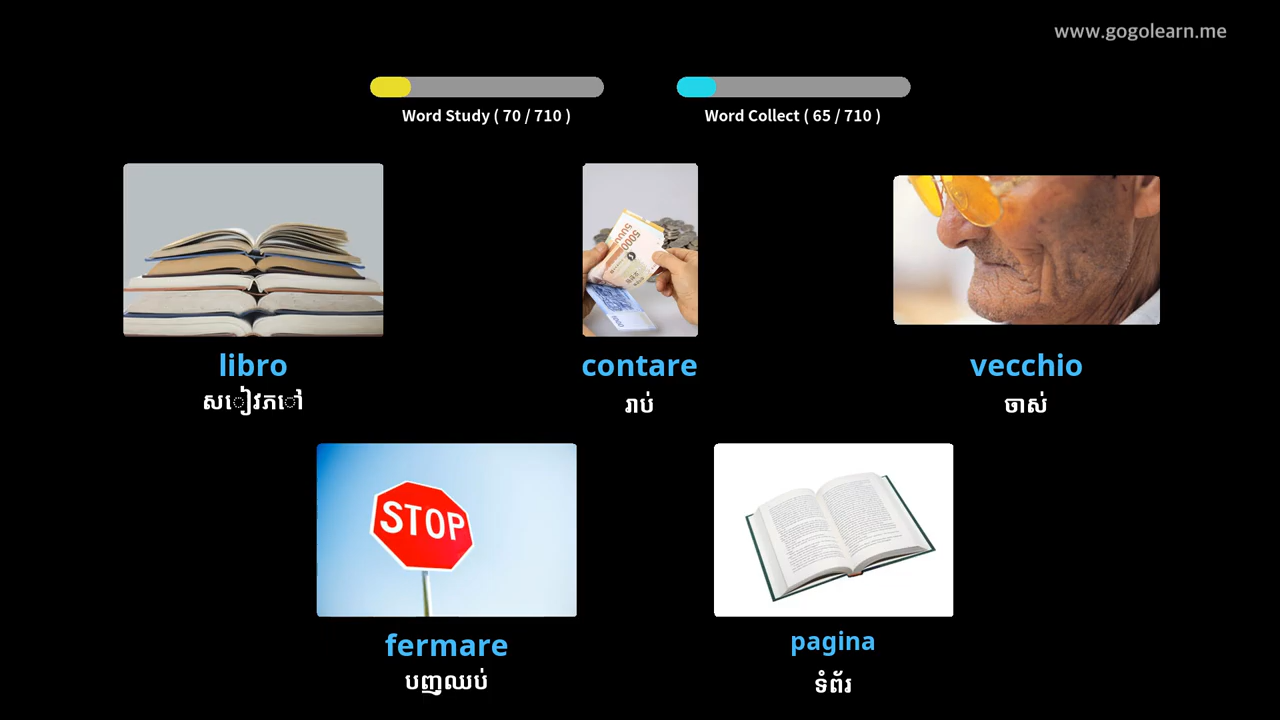 www.gogolearn.me
Word Study ( 70 / 710 )
Word Collect ( 65 / 710 )
libro
contare
vecchio
សៀវភៅ
រាប់
ចាស់
STOP
fermare
pagina
បញ្ឈប់
ទំព័រ